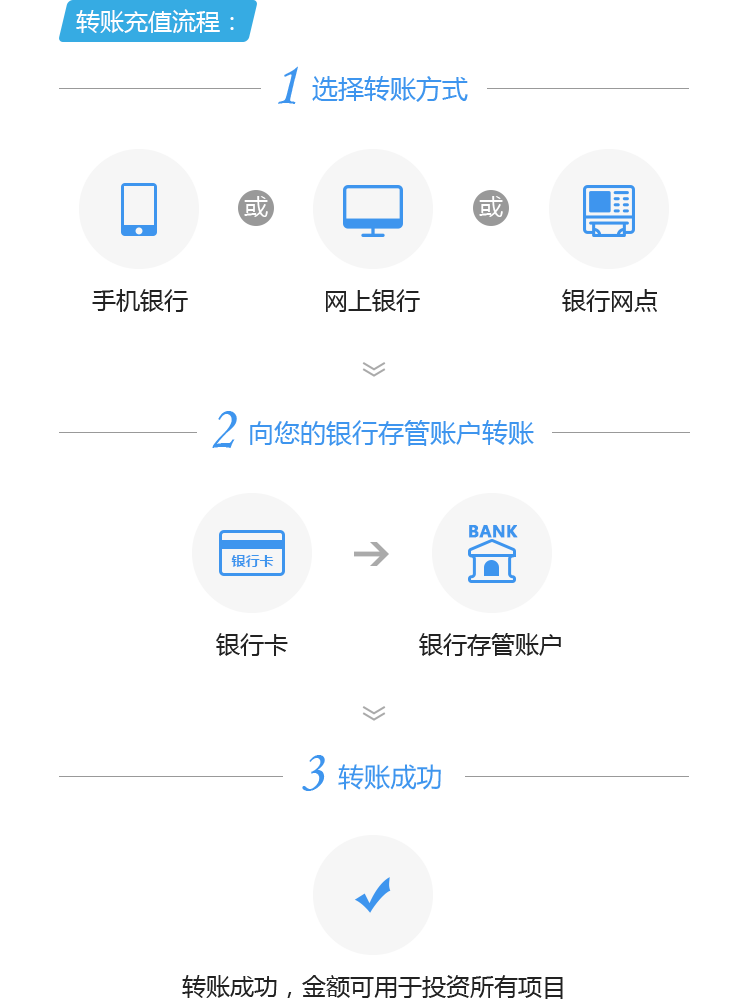 转账充值流程：
1 选择转账方式
或 或
手机银行 网上银行 银行网点
2 向您的银行存管账户转账
银行卡 BANK
银行卡 银行存管账户
3 转账成功
转账成功，金额可用于投资所有项目